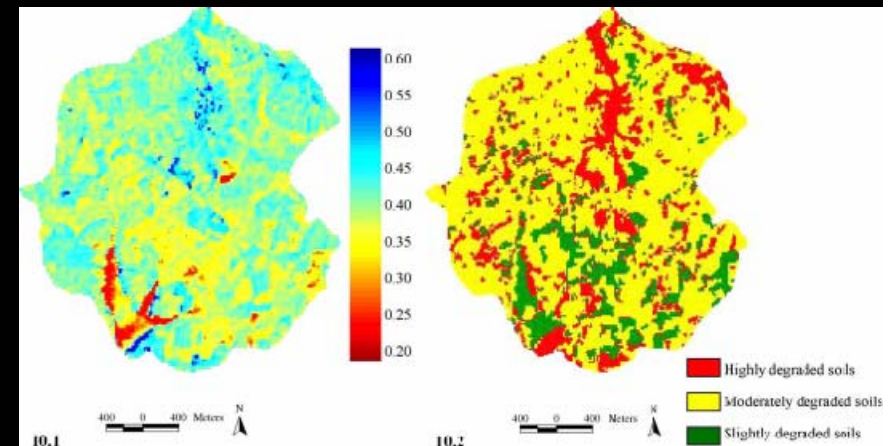 0.60
0.55
0.50
0.45
0.40
0.35
0.30
0.25
0.20
Highly degraded soils
Moderately degraded soils
Slightly degraded soils
400 0 400 Meters N
400 0 400 Neters N
10.1
10.2